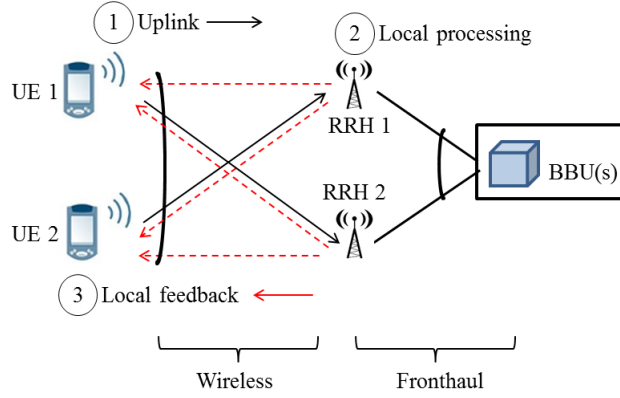 1 Uplink
2 Local processing
UE 1
RRH 1
BBU(s)
RRH 2
UE 2
3 Local feedback
Wireless
Fronthaul